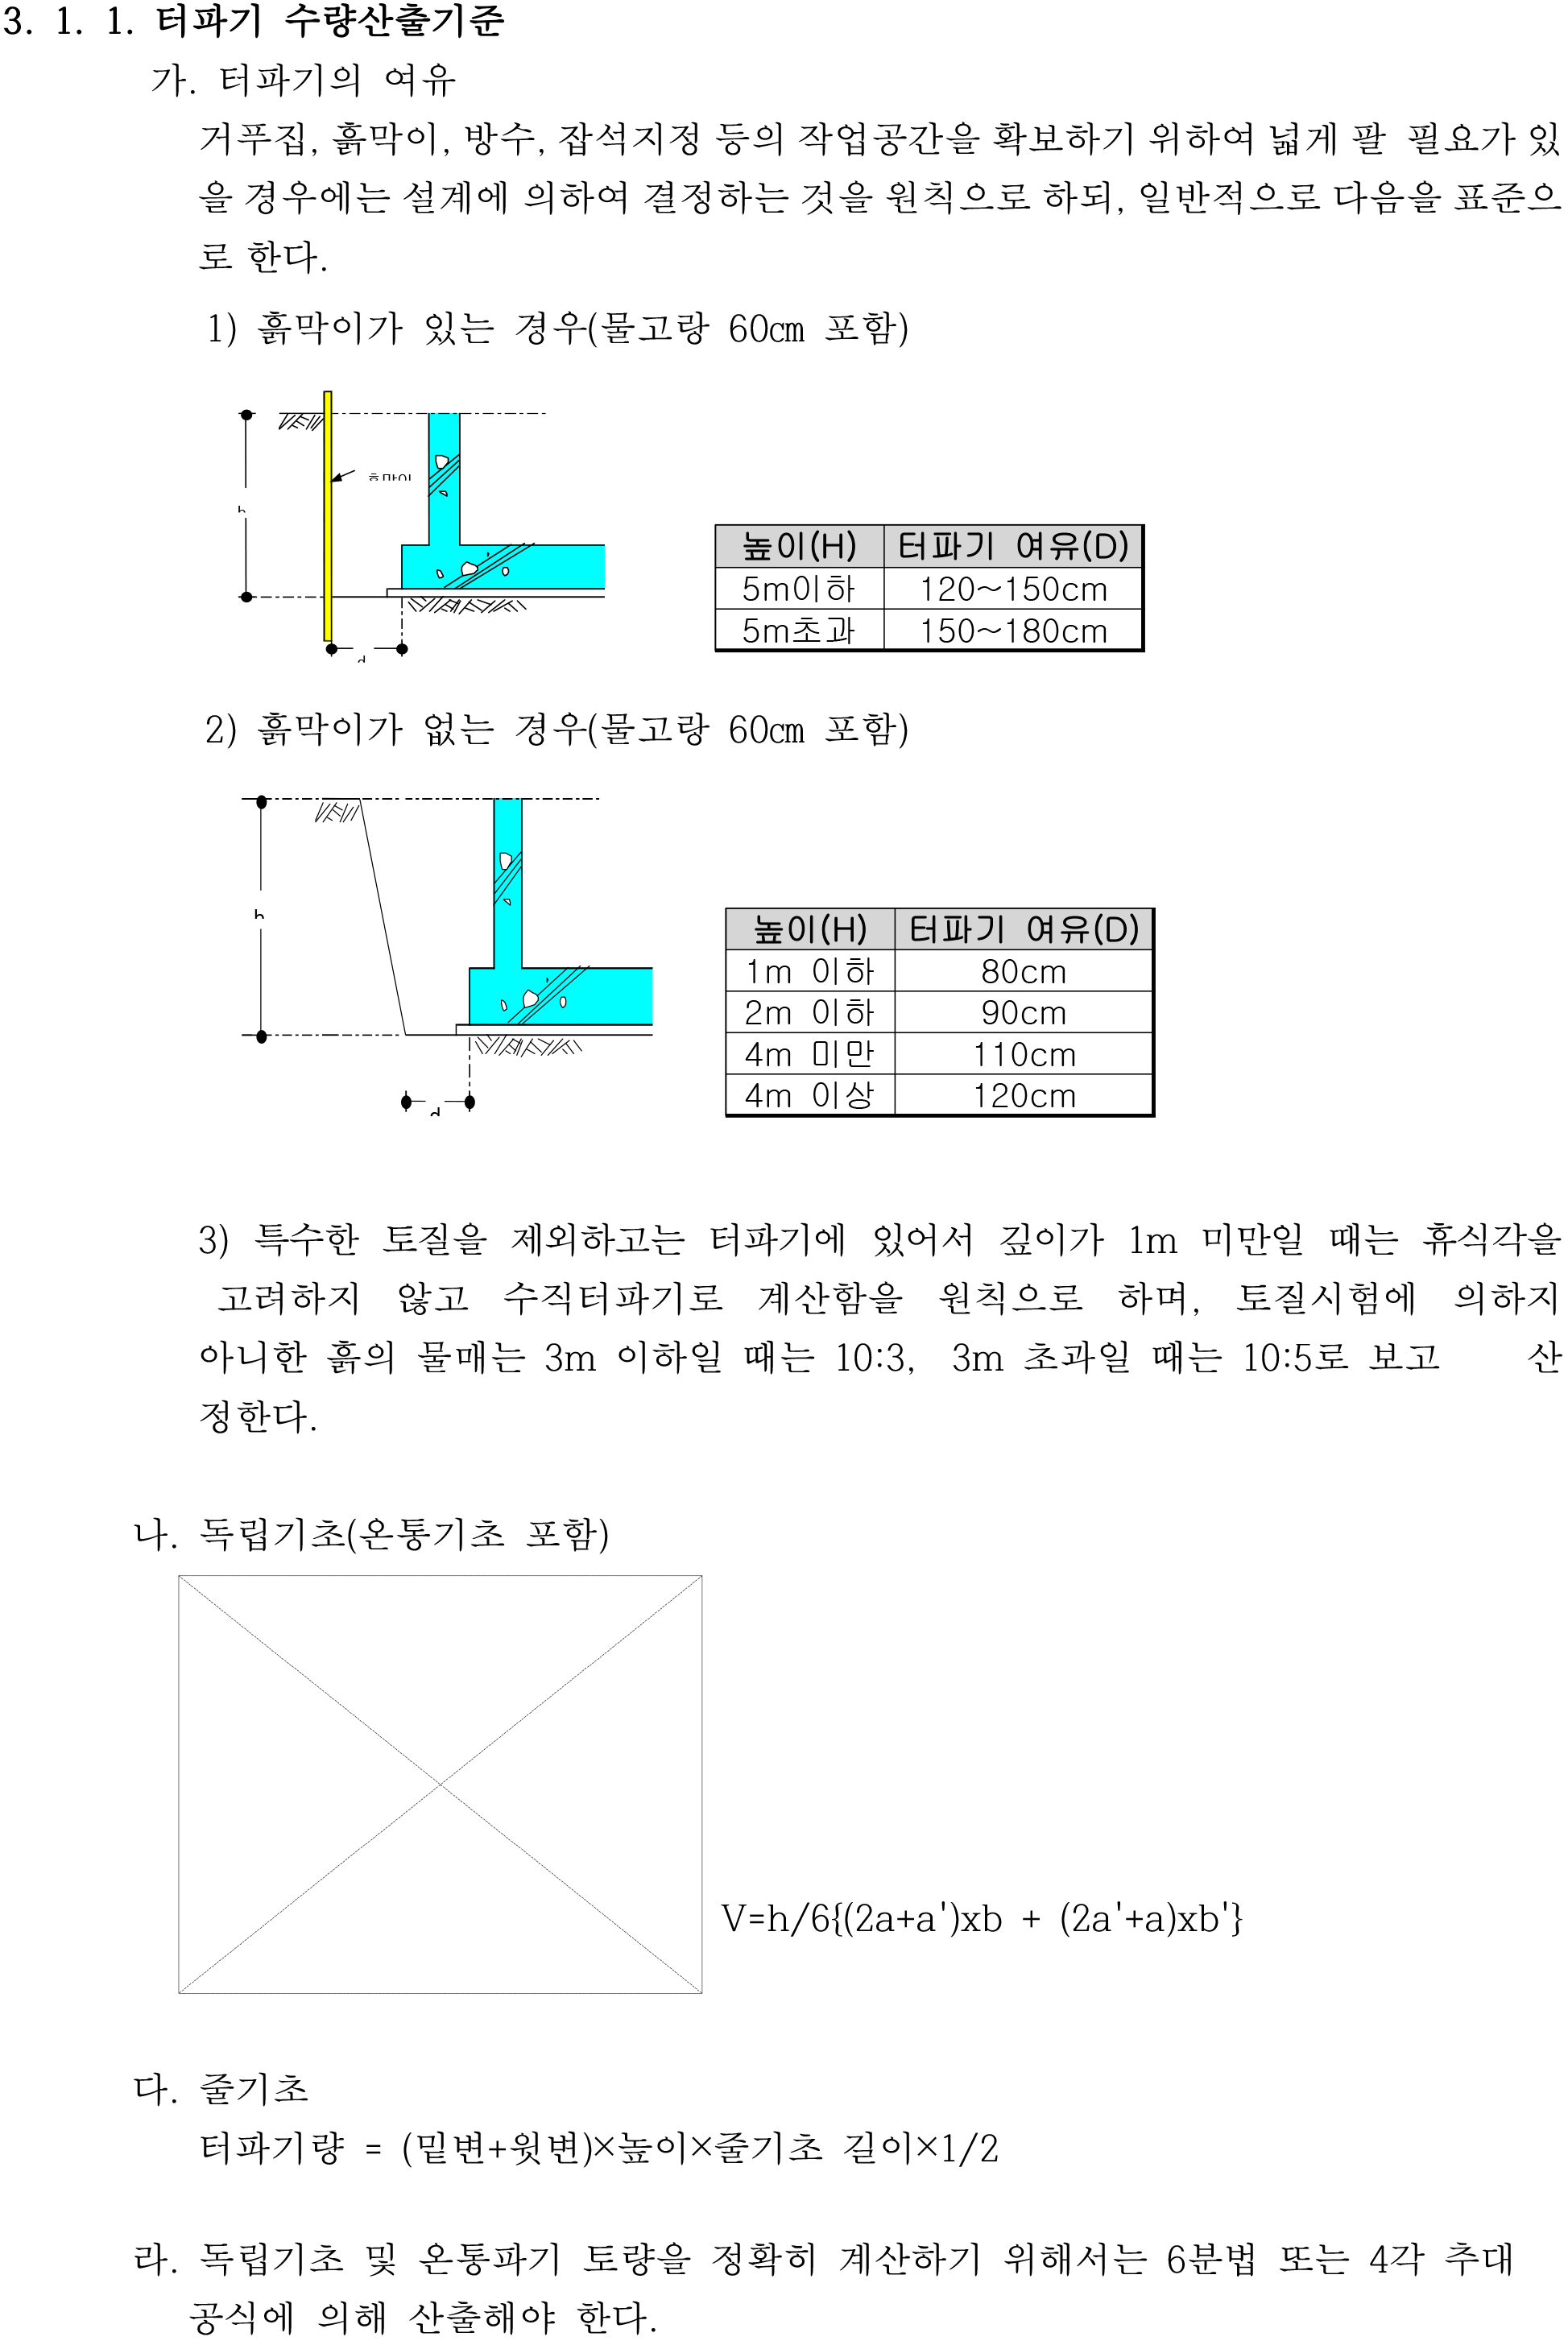 3. 1. 1. 터파기 수량산출기준
가. 터파기의 여유
거푸집, 흙막이, 방수, 잡석지정 등의 작업공간을 확보하기 위하여 넓게 팔 필요가 있
을 경우에는 설계에 의하여 결정하는 것을 원칙으로 하되, 일반적으로 다음을 표준으
로 한다.
1) 흙막이가 있는 경우(물고랑 60cm 포함)
높이(H) 터파기 여유(D)
5m이하 120~150cm
5m초과 150~180cm
2) 흙막이가 없는 경우(물고랑 60cm 포함)
높이(H) 터파기 여유(D)
1m 이하 80cm
2m 이하 90cm
4m 미만 110cm
4m 이상 120cm
3) 특수한 토질을 제외하고는 터파기에 있어서 깊이가 1m 미만일 때는 휴식각을
고려하지 않고 수직터파기로 계산함을 원칙으로 하며, 토질시험에 의하지
아니한 흙의 물매는 3m 이하일 때는 10:3, 3m 초과일 때는 10:5로 보고 산
정한다.
나. 독립기초(온통기초 포함)
V=h/6{(2a+a')xb + (2a'+a)xb'}
다. 줄기초
터파기량 = (밑변+윗변)×높이×줄기초 길이×1/2
라. 독립기초 및 온통파기 토량을 정확히 계산하기 위해서는 6분법 또는 4각 추대
공식에 의해 산출해야 한다.